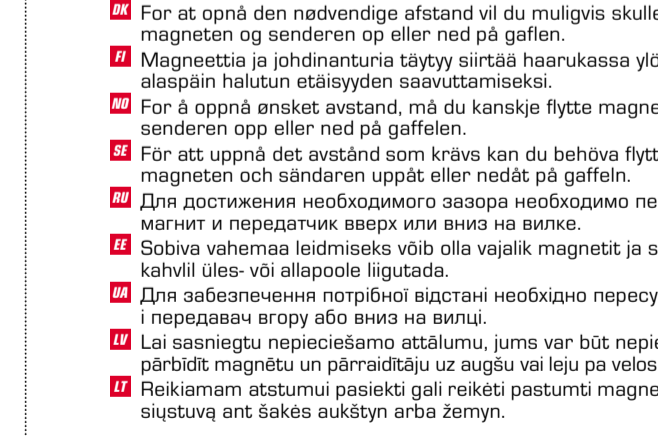 DK For at opnå den nødvendige afstand vil du muligvis skulle
magneten og senderen op eller ned på gaflen.
FI Magneettia ja johdinanturia täytyy siirtää haarukassa ylö
alaspäin halutun etäisyyden saavuttamiseksi.
NO For å oppnå ønsket avstand, må du kanskje flytte magne
senderen opp eller ned på gaffelen.
SE För att uppnå det avstånd som krävs kan du behöva flytt
magneten och sändaren uppåt eller nedåt på gaffeln.
RU Для достижения необходимого зазора необходимо пе
магнит и передатчик вверх или вниз на вилке.
EE Sobiva vahemaa leidmiseks võib olla vajalik magnetit ja s
kahvlil üles- või allapoole liigutada.
UA Для забезпечення потрібної відстані необхідно пересу
і передавач вгору або вниз на вилці.
LV Lai sasniegtu nepieciešamo attālumu, jums var būt nepie
pārbīdīt magnētu un pārraidītāju uz augšu vai leju pa velos
LT Reikiamam atstumui pasiekti gali reikėti pastumti magne
siųstuvą ant šakės aukštyn arba žemyn.